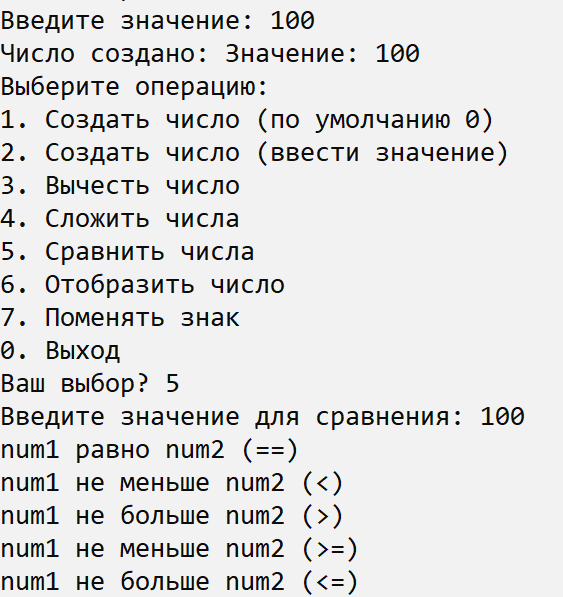 Введите значение: 100
Число создано: Значение: 100
Выберите операцию:
1. Создать число (по умолчанию 0)
2. Создать число (ввести значение)
3. Вычесть число
4. Сложить числа
5. Сравнить числа
6. Отобразить число
7. Поменять знак
0. Выход
Ваш выбор? 5
Введите значение для сравнения: 100
num1 равно num2 (==)
num1 не меньше num2 (<)
num1 не больше num2 (>)
num1 не меньше num2 (>=)
num1 не больше num2 (<=)